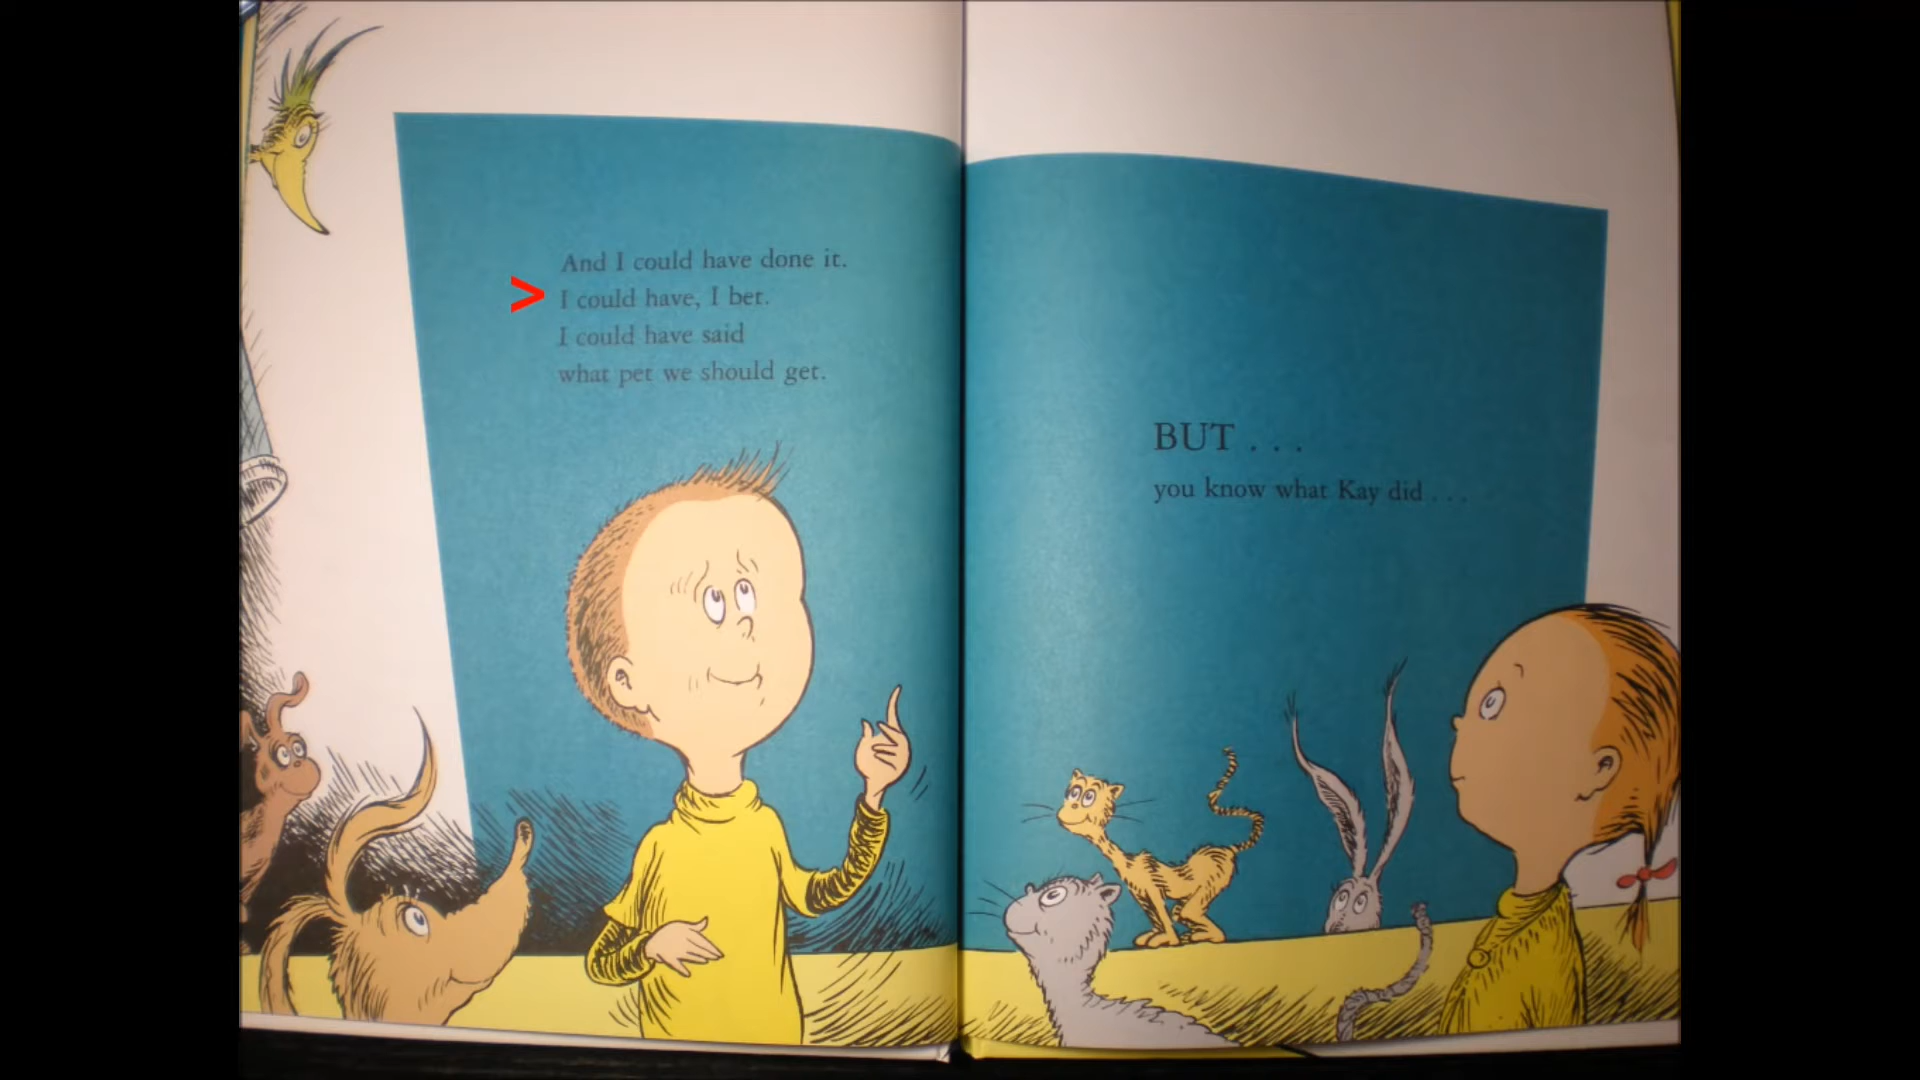 And I could have done it.
> I could have, I bet.
I could have said
what pet we should get.
BUT . . .
you know what Kay did . . .